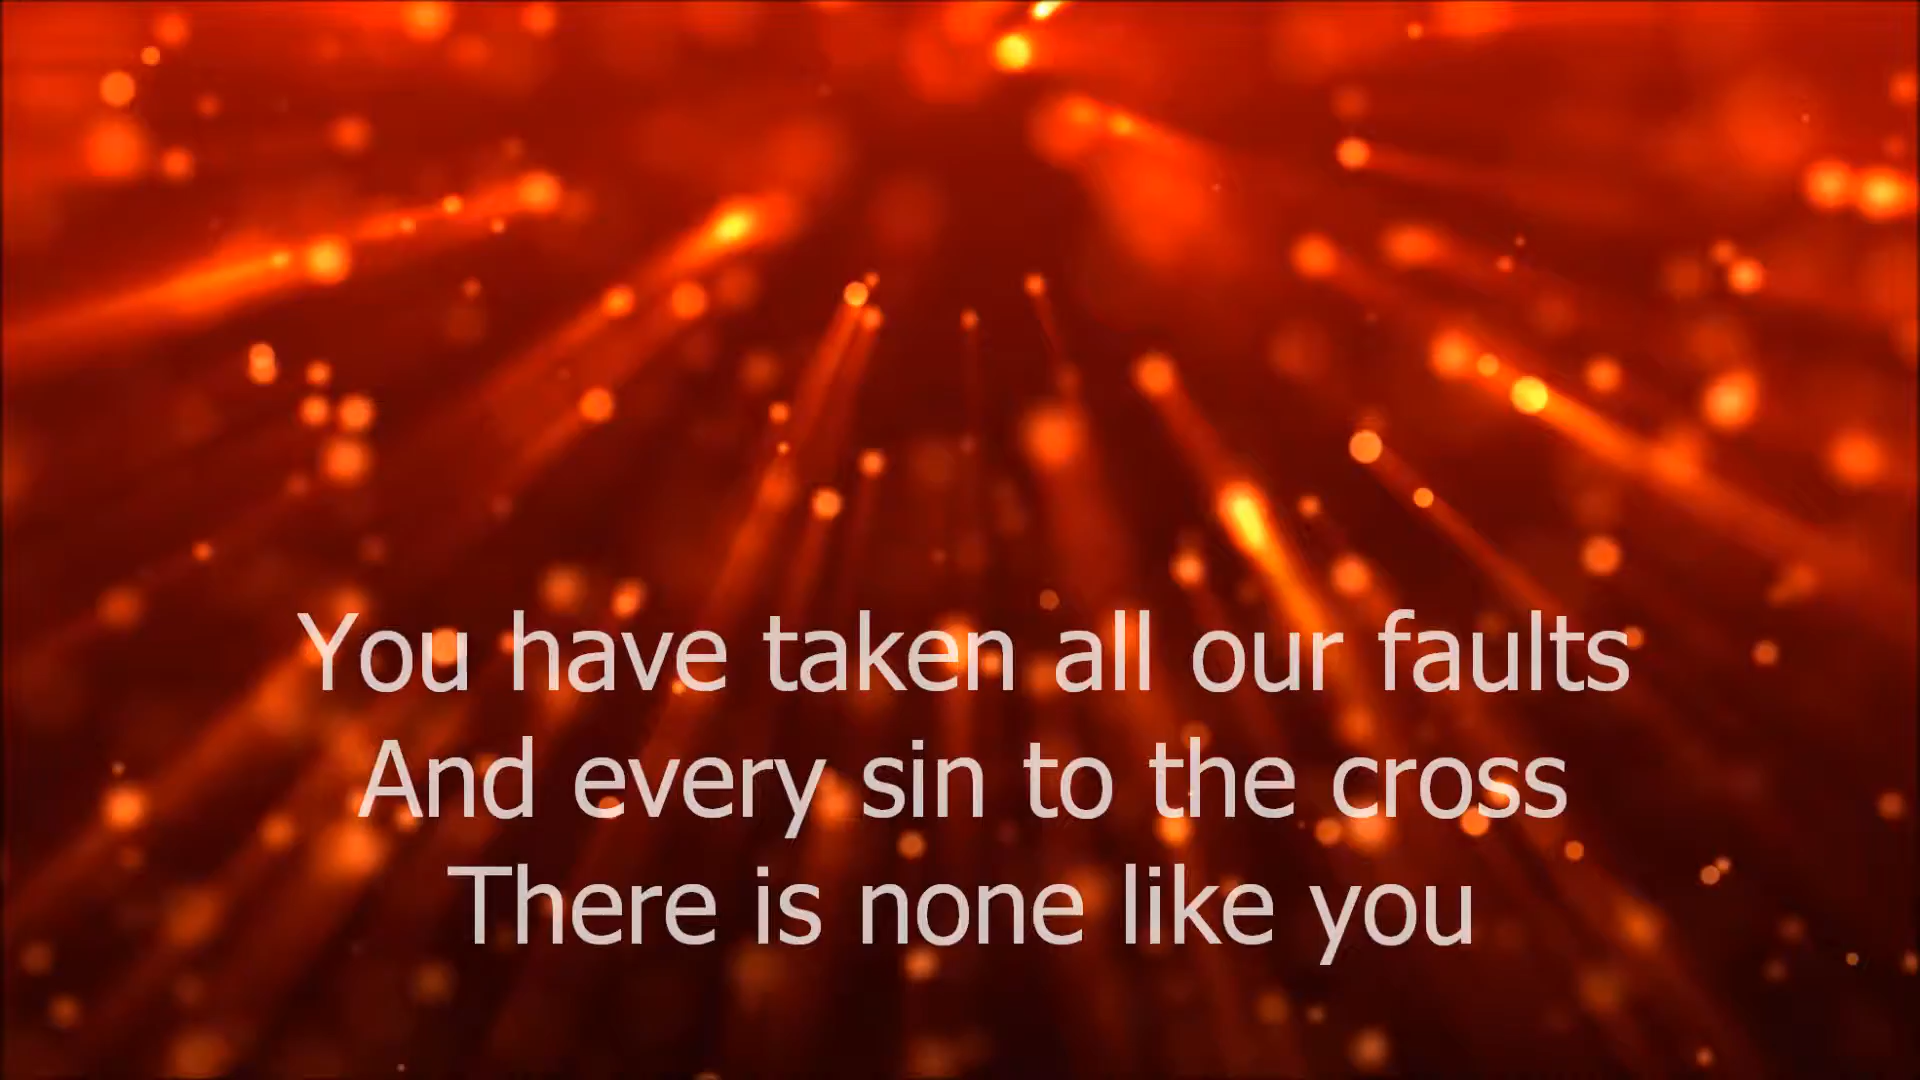 You have taken all our faults
And every sin to the cross
There is none like you